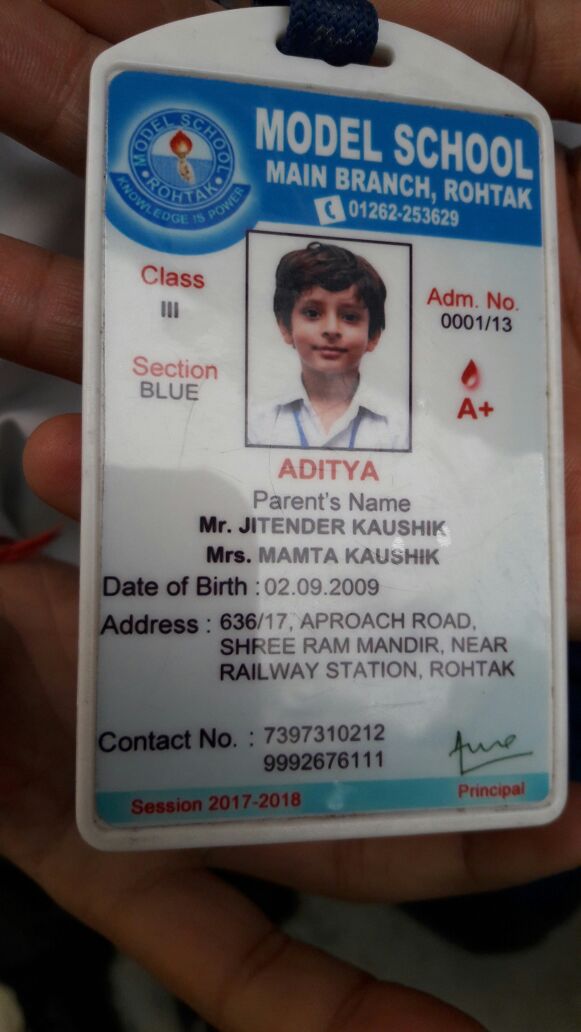 MODEL SCHOOL
MAIN BRANCH, ROHTAK
01262-253629
MODEL SCHOOL
ROHTAK
KNOWLEDGE IS POWER
Class
III
Adm. No.
0001/13
Section
BLUE
A+
ADITYA
Parent's Name
Mr. JITENDER KAUSHIK
Mrs. MAMTA KAUSHIK
Date of Birth : 02.09.2009
Address : 636/17, APROACH ROAD,
SHREE RAM MANDIR, NEAR
RAILWAY STATION, ROHTAK
Contact No. : 7397310212
9992676111
Principal
Session 2017-2018